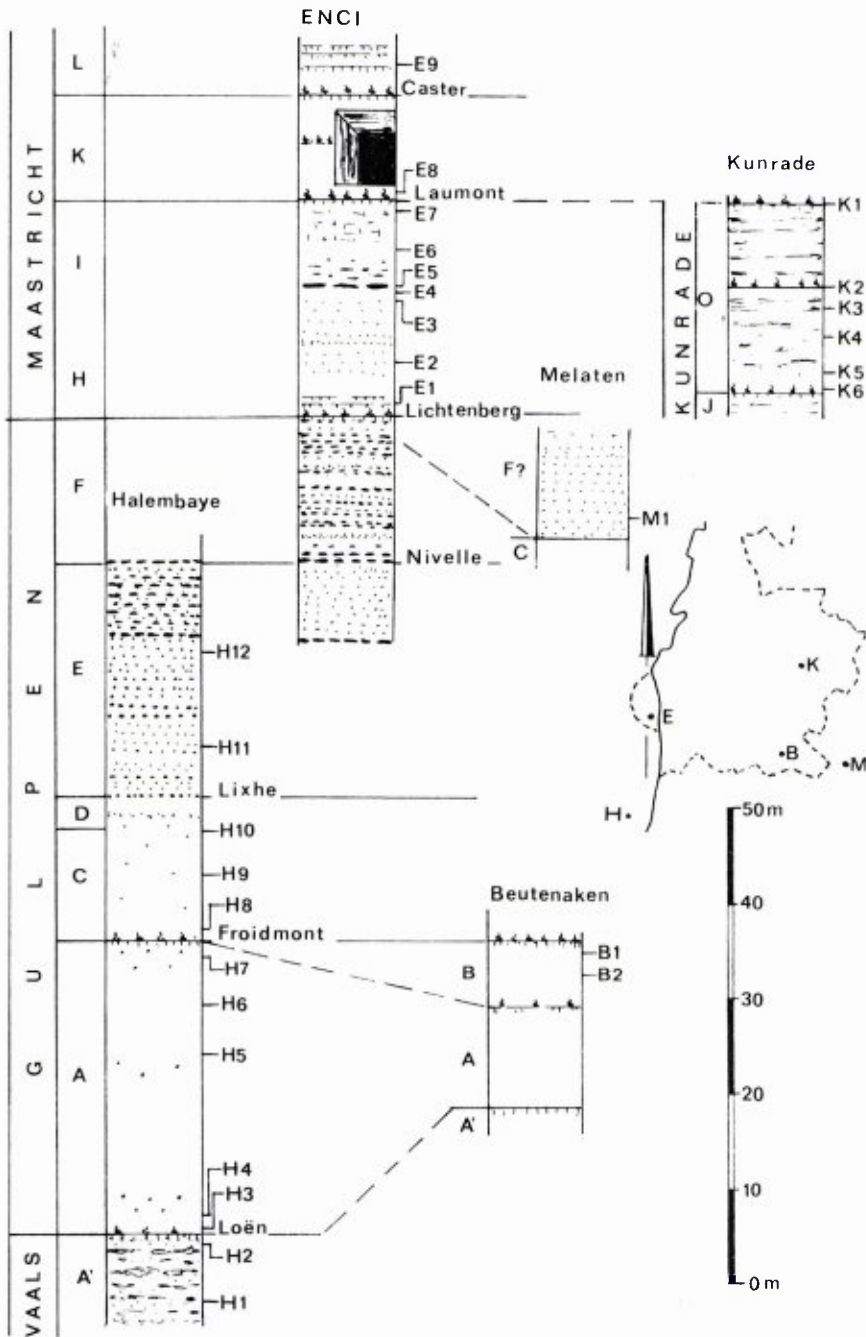 ENCI
MAASTRICHT
L
K
I
H
E9
Caster
E8
Laumont
E7
E6
E5
E4
E3
E2
E1
Lichtenberg
Kunrade
KUNRADE
O
J
K1
K2
K3
K4
K5
K6
Melaten
F?
C
M1
GULPEN
F
E
D
C
A
Halembaye
Nivelle
H12
H11
Lixhe
H10
H9
H8
Froidmont
H7
H6
H5
H4
H3
Loën
VAALS
A'
H2
H1
Beutenaken
B
A
A'
B1
B2
K
E
B
M
H
50m
40
30
20
10
0m